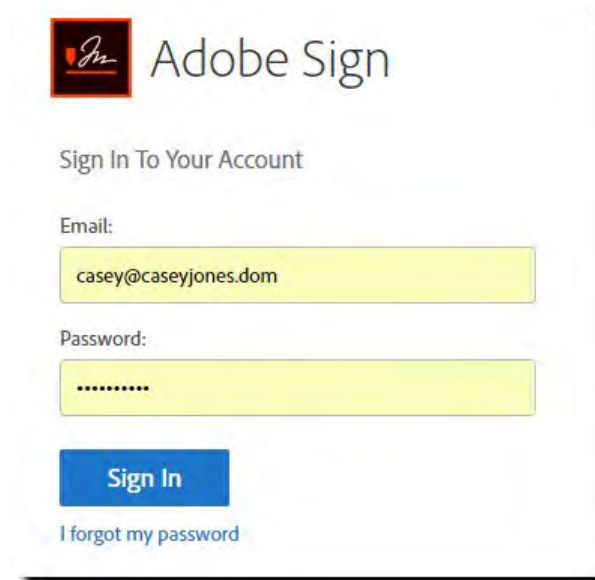 Adobe Sign
Sign In To Your Account
Email:
casey@caseyjones.dom
Password:
••••••••••
Sign In
I forgot my password